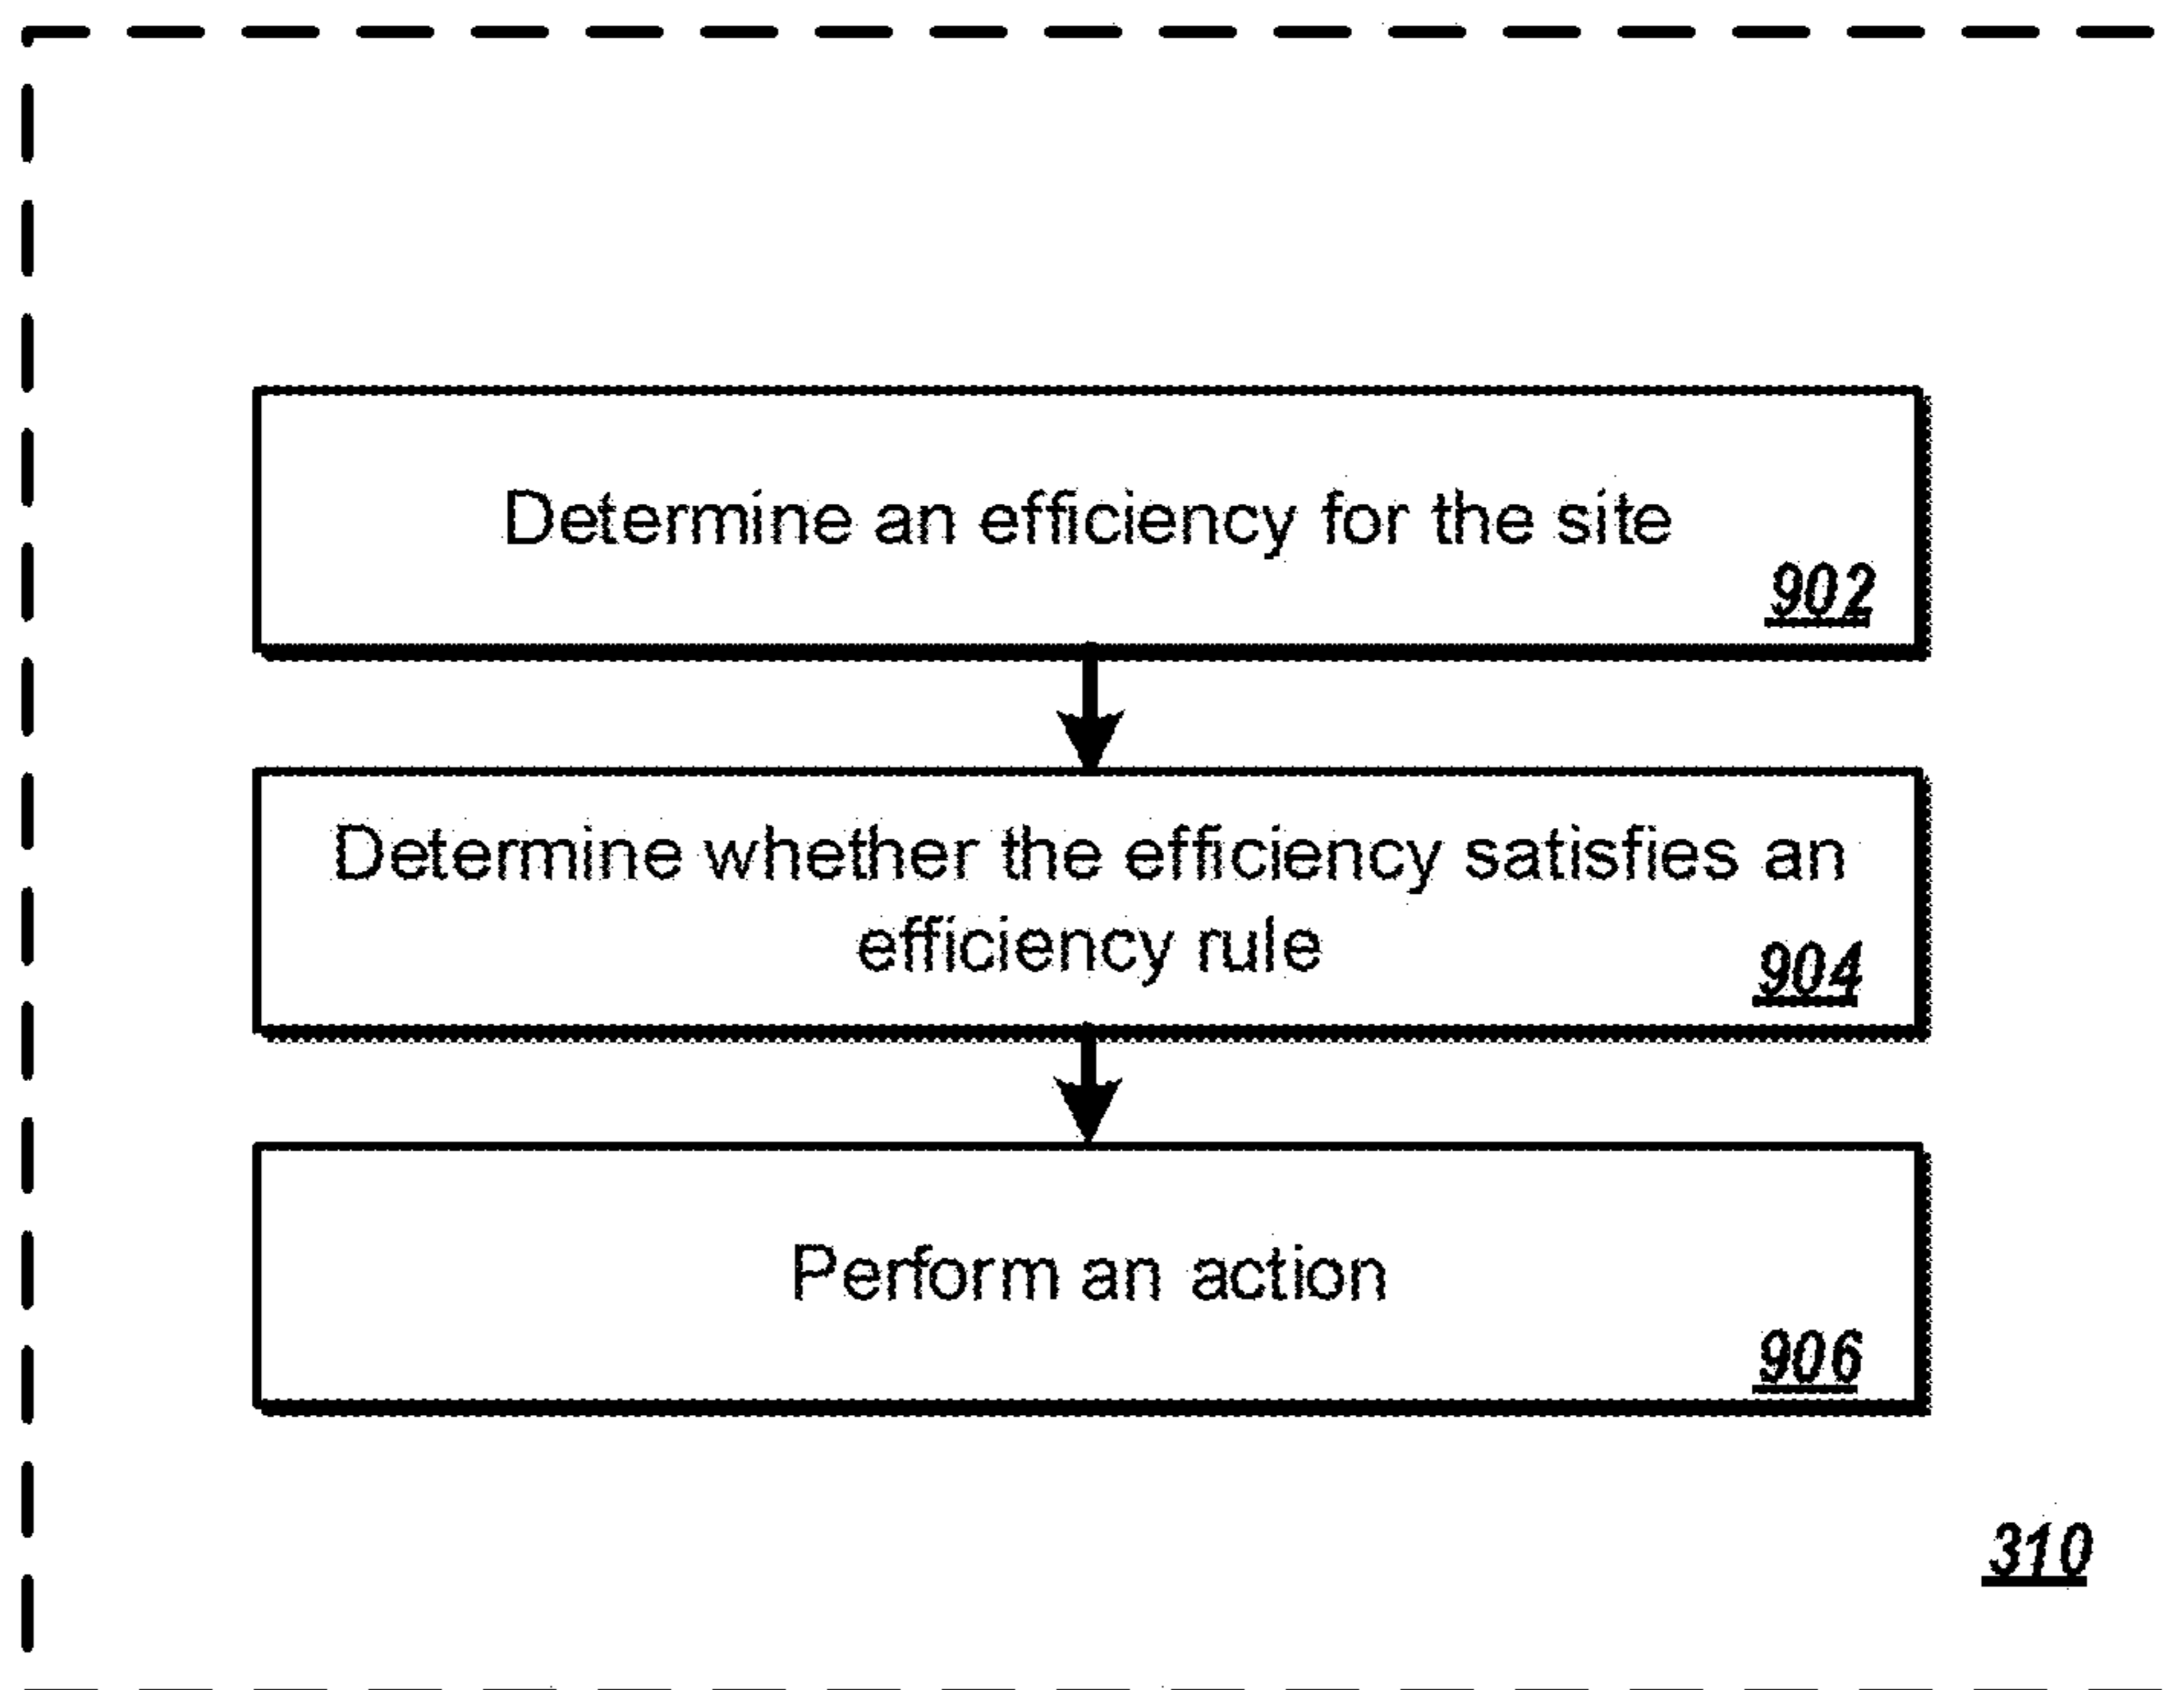 Determine an efficiency for the site
902
Determine whether the efficiency satisfies an
efficiency rule
904
Perform an action
906
310